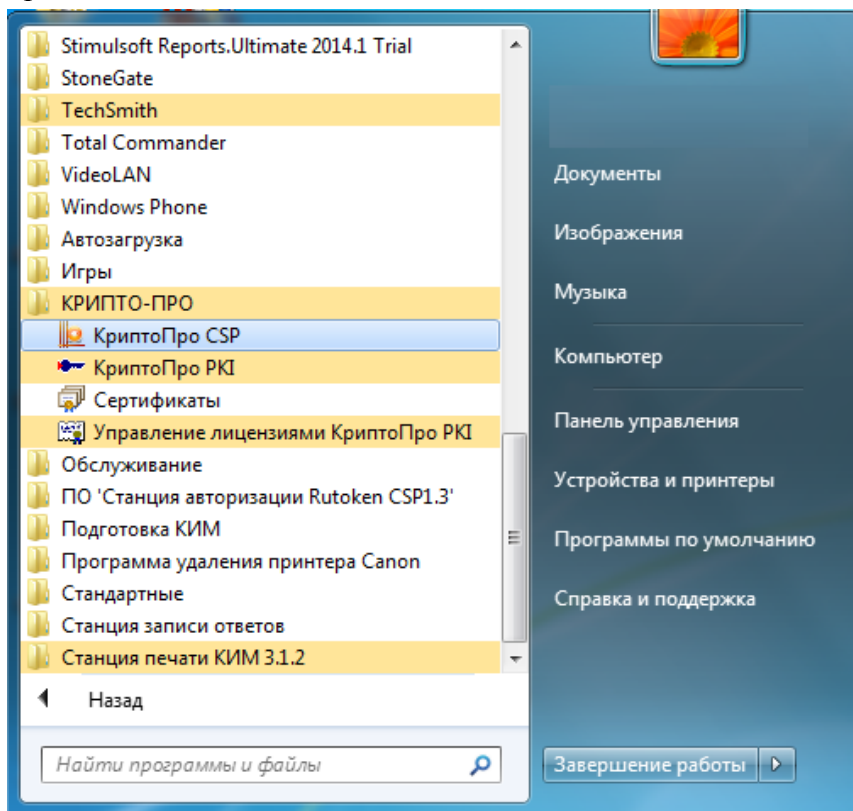 Stimulsoft Reports.Ultimate 2014.1 Trial
StoneGate
TechSmith
Total Commander
VideoLAN
Windows Phone
Автозагрузка
Игры
КРИПТО-ПРО
КриптоПро CSP
КриптоПро PKI
Сертификаты
Управление лицензиями КриптоПро PKI
Обслуживание
ПО 'Станция авторизации Rutoken CSP1.3'
Подготовка КИМ
Программа удаления принтера Canon
Стандартные
Станция записи ответов
Станция печати КИМ 3.1.2
Назад
Найти программы и файлы
Документы
Изображения
Музыка
Компьютер
Панель управления
Устройства и принтеры
Программы по умолчанию
Справка и поддержка
Завершение работы